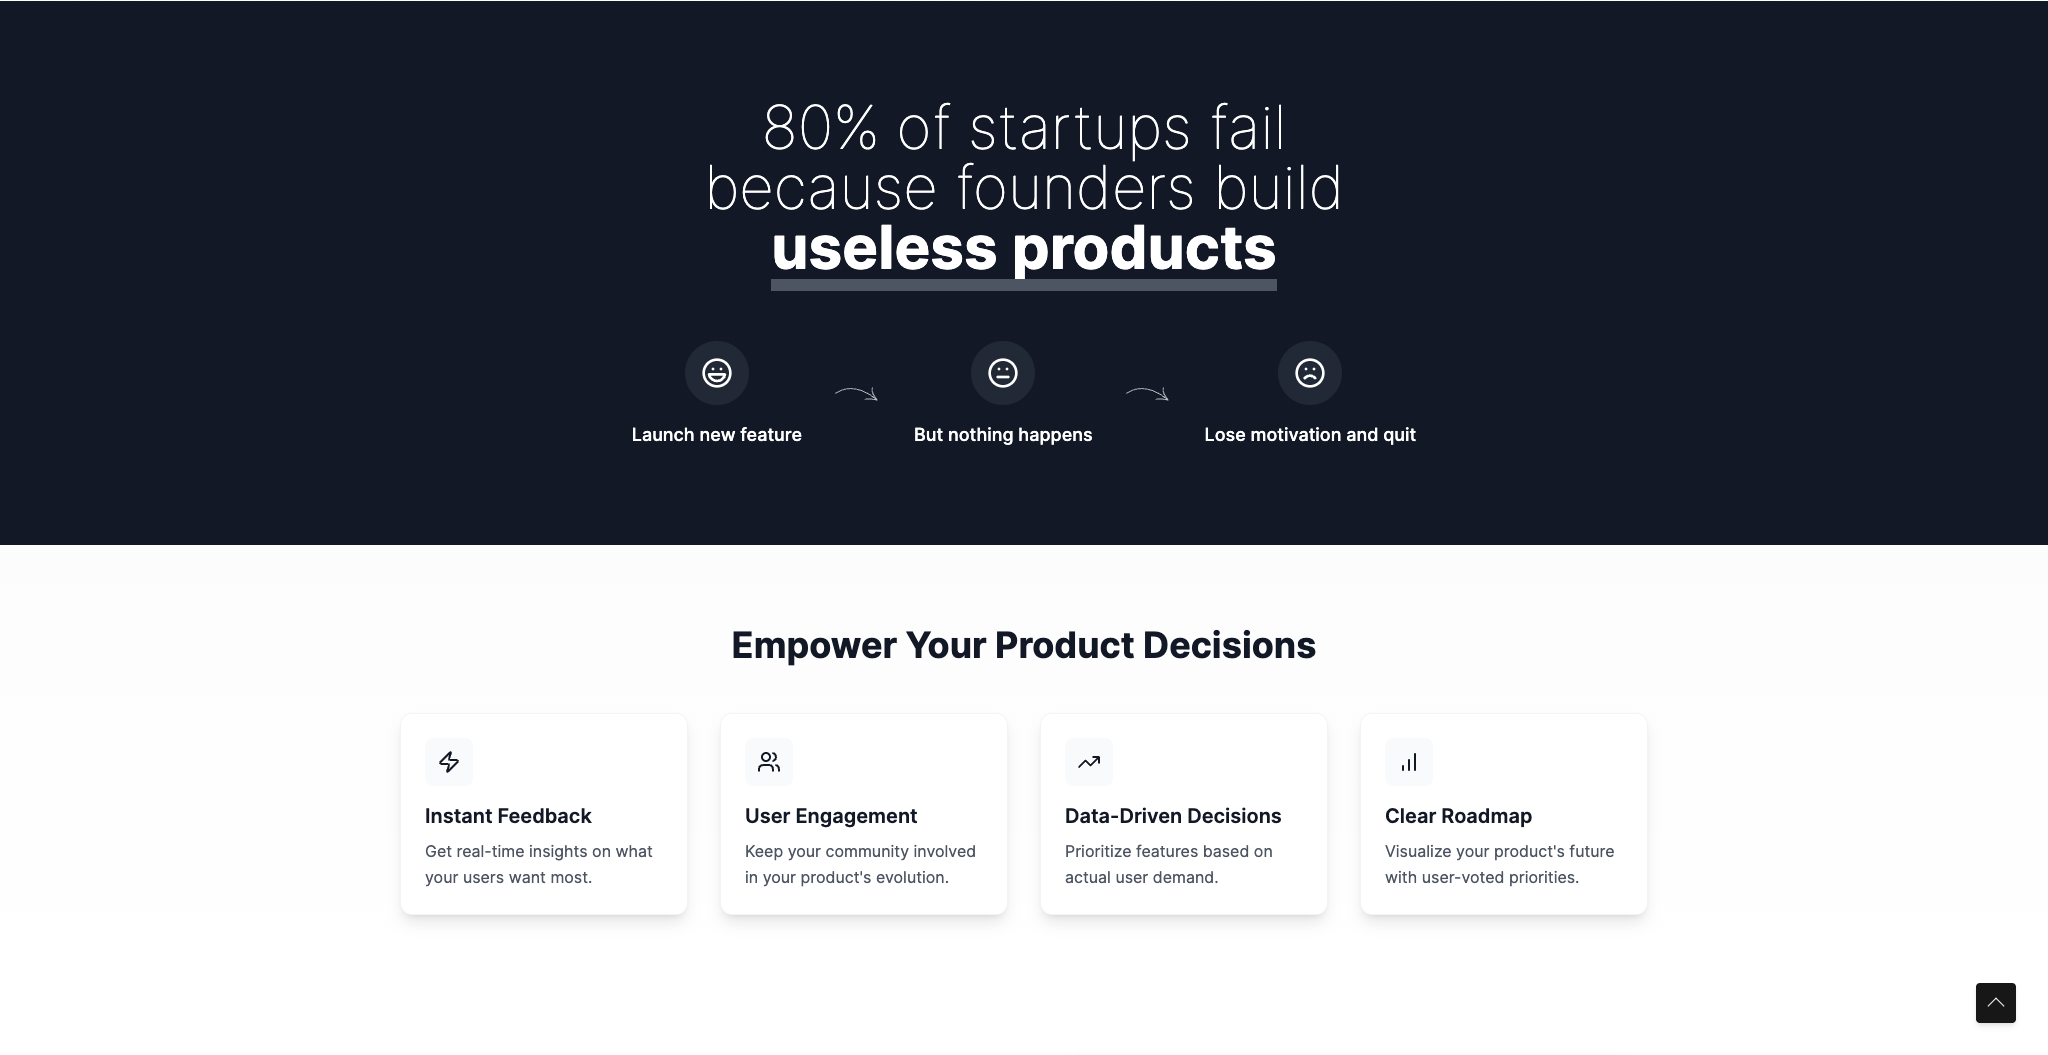 80% of startups fail
because founders build
useless products
Launch new feature
But nothing happens
Lose motivation and quit
Empower Your Product Decisions
Instant Feedback
Get real-time insights on what
your users want most.
User Engagement
Keep your community involved
in your product's evolution.
Data-Driven Decisions
Prioritize features based on
actual user demand.
Clear Roadmap
Visualize your product's future
with user-voted priorities.